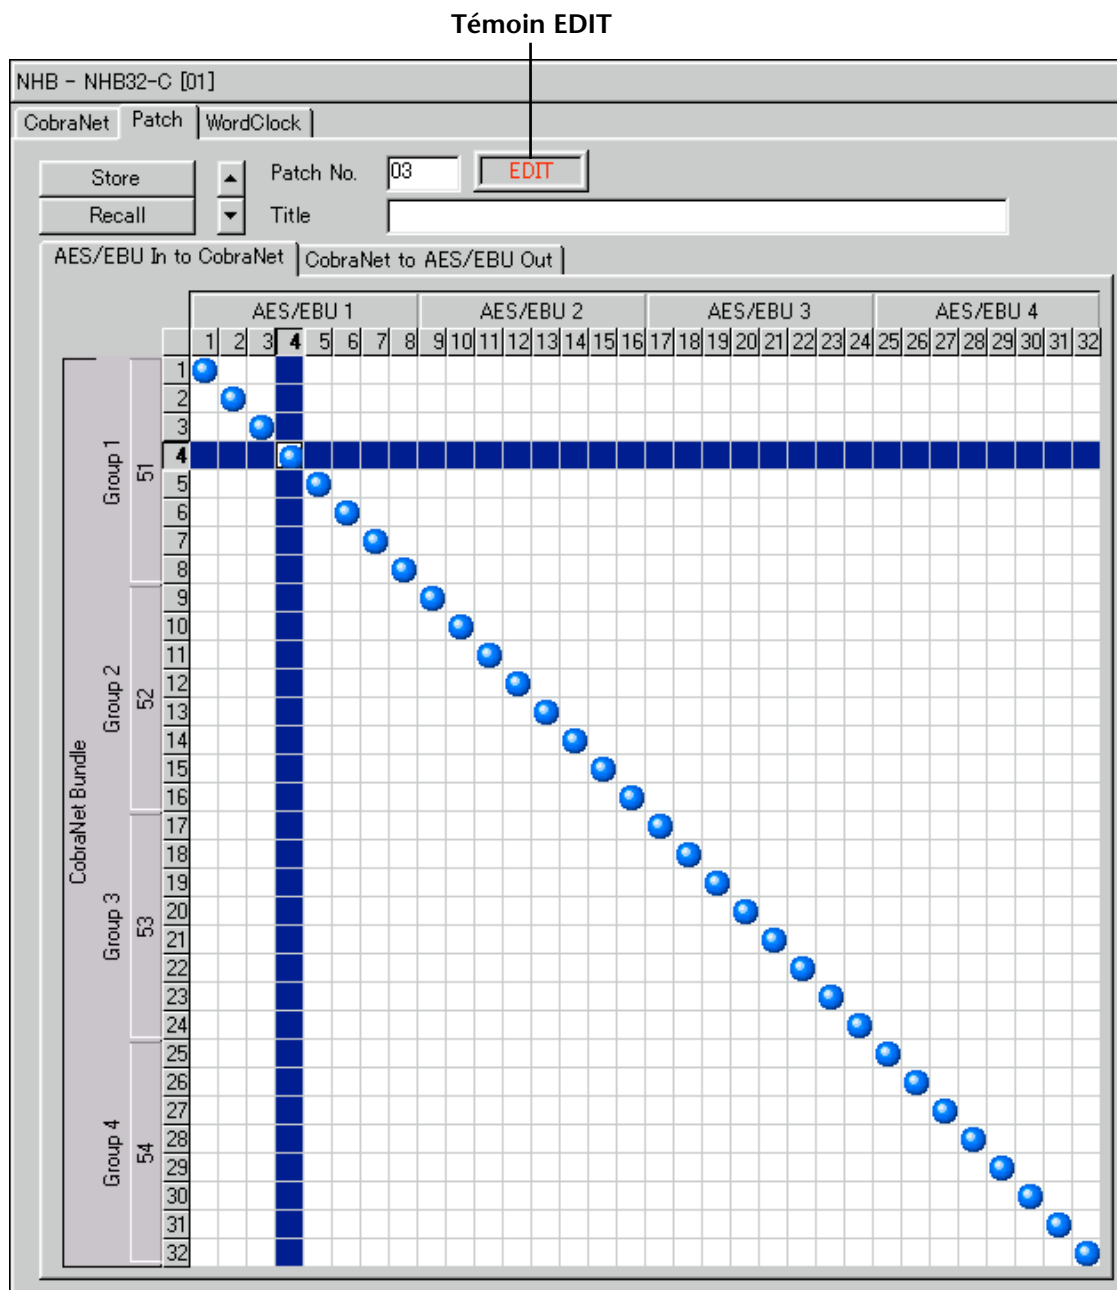 Témoin EDIT
NHB - NHB32-C [01]
CobraNet Patch WordClock
Store Patch No. 03 EDIT
Recall Title
AES/EBU In to CobraNet CobraNet to AES/EBU Out
AES/EBU 1 AES/EBU 2 AES/EBU 3 AES/EBU 4
1 2 3 4 5 6 7 8 9 10 11 12 13 14 15 16 17 18 19 20 21 22 23 24 25 26 27 28 29 30 31 32
CobraNet Bundle
Group 1
51
1
2
3
4
5
6
7
8
Group 2
52
9
10
11
12
13
14
15
16
Group 3
53
17
18
19
20
21
22
23
24
Group 4
54
25
26
27
28
29
30
31
32